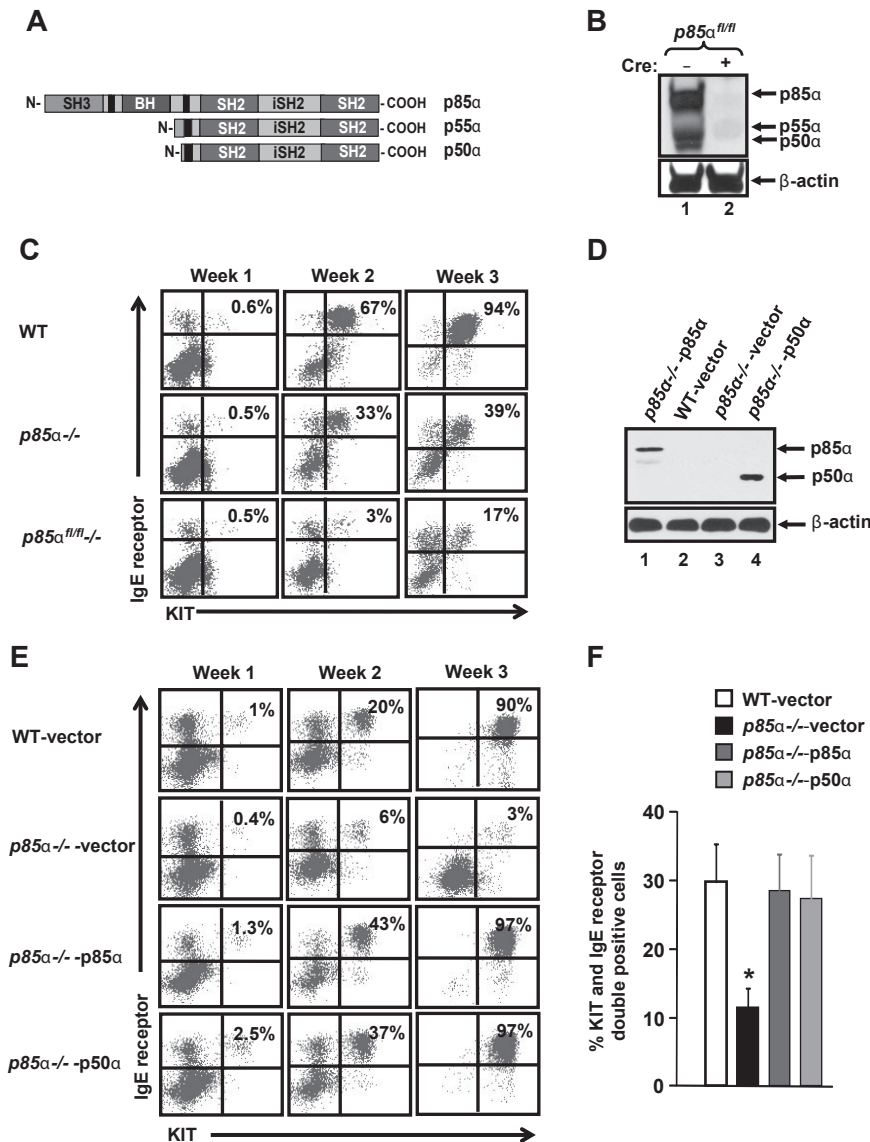 A
N- SH3 BH SH2 iSH2 SH2 -COOH p85α
N- SH2 iSH2 SH2 -COOH p55α
N- SH2 iSH2 SH2 -COOH p50α
B
p85α^fl/fl
Cre: – +
p85α
p55α
p50α
β-actin
1 2
C
Week 1 Week 2 Week 3
WT 0.6% 67% 94%
p85α-/- 0.5% 33% 39%
p85α^fl/fl-/- 0.5% 3% 17%
IgE receptor
KIT
D
p85α-/- -p85α
WT-vector
p85α-/- -vector
p85α-/- -p50α
p85α
p50α
β-actin
1 2 3 4
E
Week 1 Week 2 Week 3
WT-vector 1% 20% 90%
p85α-/- -vector 0.4% 6% 3%
p85α-/- -p85α 1.3% 43% 97%
p85α-/- -p50α 2.5% 37% 97%
IgE receptor
KIT
F
WT-vector
p85α-/--vector
p85α-/--p85α
p85α-/--p50α
% KIT and IgE receptor
double positive cells
40
30
20
10
0
*